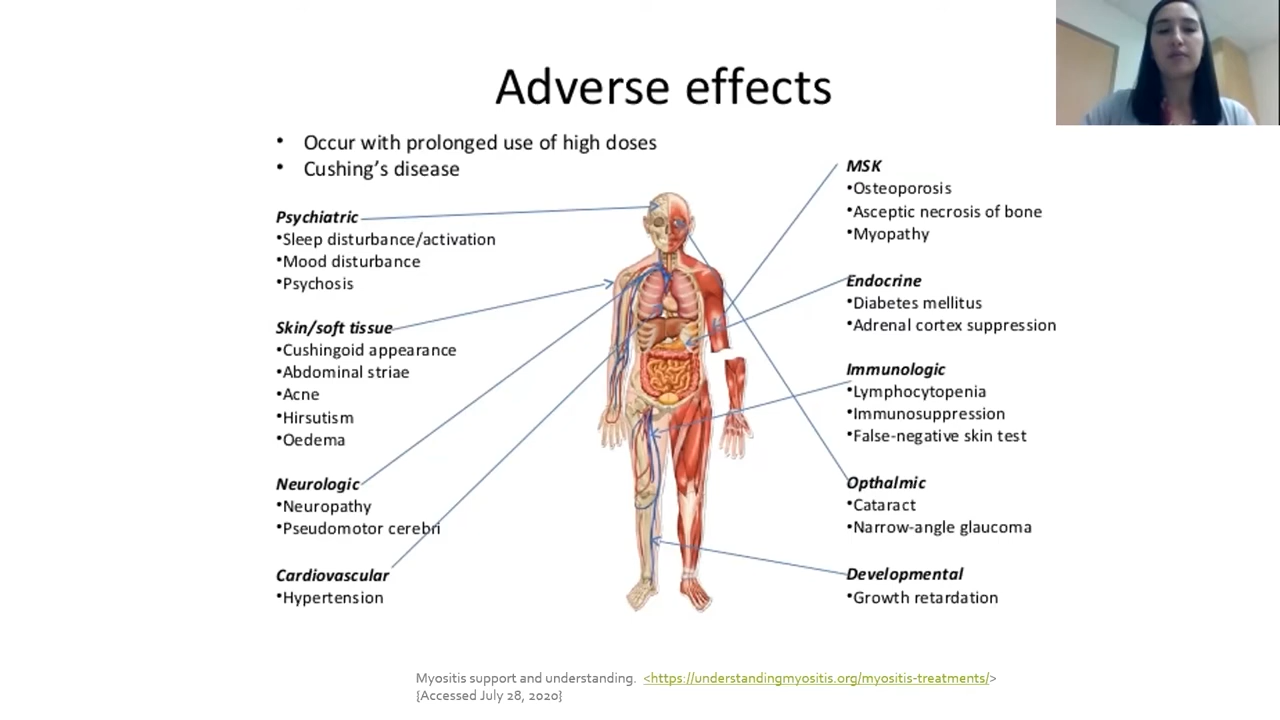 Adverse effects
• Occur with prolonged use of high doses
• Cushing's disease
Psychiatric
•Sleep disturbance/activation
•Mood disturbance
•Psychosis
Skin/soft tissue
•Cushingoid appearance
•Abdominal striae
•Acne
•Hirsutism
•Oedema
Neurologic
•Neuropathy
•Pseudomotor cerebri
Cardiovascular
•Hypertension
MSK
•Osteoporosis
•Asceptic necrosis of bone
•Myopathy
Endocrine
•Diabetes mellitus
•Adrenal cortex suppression
Immunologic
•Lymphocytopenia
•Immunosuppression
•False-negative skin test
Opthalmic
•Cataract
•Narrow-angle glaucoma
Developmental
•Growth retardation
Myositis support and understanding. <https://understandingmyositis.org/myositis-treatments/>
{Accessed July 28, 2020}